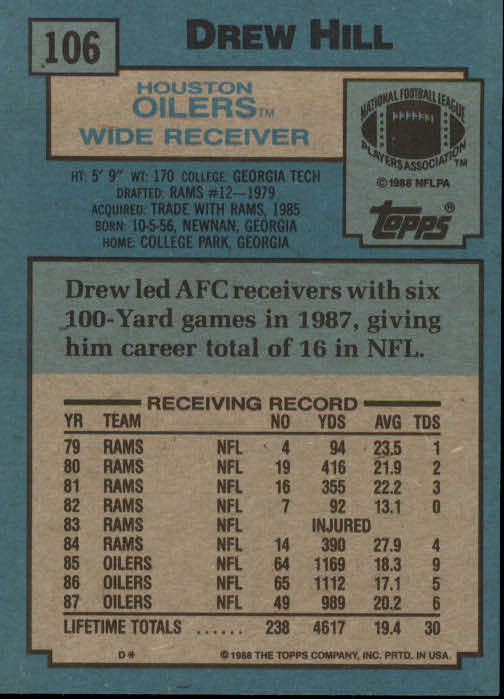 106
DREW HILL
HOUSTON
OILERS™
WIDE RECEIVER
NATIONAL FOOTBALL LEAGUE
PLAYERS ASSOCIATION™
©1988 NFLPA
topps®
HT: 5' 9" WT: 170 COLLEGE: GEORGIA TECH
DRAFTED: RAMS #12—1979
ACQUIRED: TRADE WITH RAMS, 1985
BORN: 10-5-56, NEWNAN, GEORGIA
HOME: COLLEGE PARK, GEORGIA
Drew led AFC receivers with six
100-Yard games in 1987, giving
him career total of 16 in NFL.
RECEIVING RECORD
YR TEAM NO YDS AVG TDS
79 RAMS NFL 4 94 23.5 1
80 RAMS NFL 19 416 21.9 2
81 RAMS NFL 16 355 22.2 3
82 RAMS NFL 7 92 13.1 0
83 RAMS NFL INJURED
84 RAMS NFL 14 390 27.9 4
85 OILERS NFL 64 1169 18.3 9
86 OILERS NFL 65 1112 17.1 5
87 OILERS NFL 49 989 20.2 6
LIFETIME TOTALS ...... 238 4617 19.4 30
D* ©1988 THE TOPPS COMPANY, INC. PRTD. IN USA.